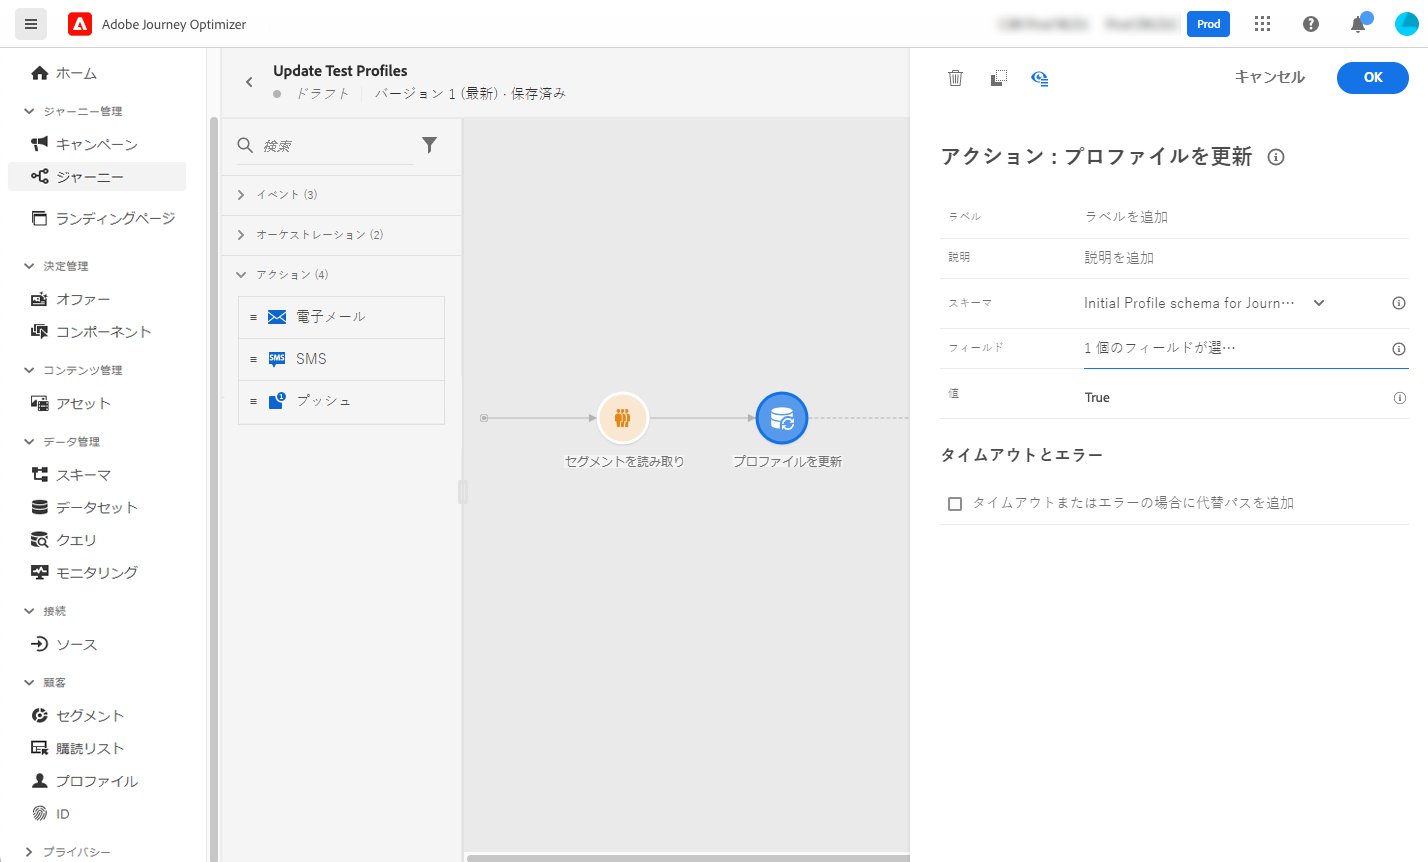 Adobe Journey Optimizer
Prod
ホーム
ジャーニー管理
キャンペーン
ジャーニー
ランディングページ
決定管理
オファー
コンポーネント
コンテンツ管理
アセット
データ管理
スキーマ
データセット
クエリ
モニタリング
接続
ソース
顧客
セグメント
購読リスト
プロファイル
ID
プライバシー
Update Test Profiles
ドラフト
バージョン 1 (最新) · 保存済み
検索
イベント (3)
オーケストレーション (2)
アクション (4)
電子メール
SMS
SMS
プッシュ
1
セグメントを読み取り
プロファイルを更新
キャンセル
OK
アクション : プロファイルを更新
ラベル
ラベルを追加
説明
説明を追加
スキーマ
Initial Profile schema for Journ…
フィールド
1 個のフィールドが選…
値
True
タイムアウトとエラー
タイムアウトまたはエラーの場合に代替パスを追加